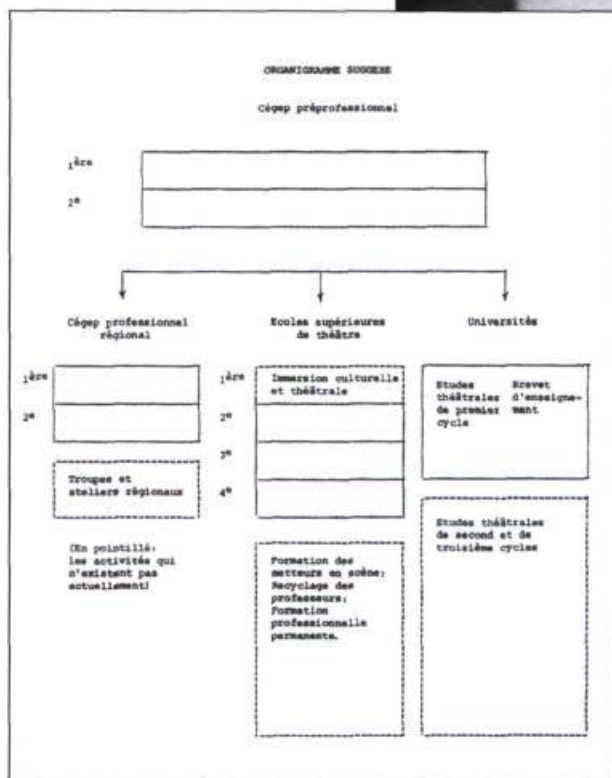 ORGANIGRAMME SUGGERE
Cégep préprofessionnel
1ère
2e
Cégep professionnel
régional
1ère
2e
Troupes et
ateliers régionaux
(En pointillé:
les activités qui
n'existent pas
actuellement)
Ecoles supérieures
de théâtre
1ère
Immersion culturelle
et théâtrale
2e
3e
4e
Formation des
metteurs en scène;
Recyclage des
professeurs;
Formation
professionnelle
permanente.
Universités
Etudes
théâtrales
de premier
cycle
Brevet
d'enseigne-
ment
Etudes théâtrales
de second et de
troisième cycles